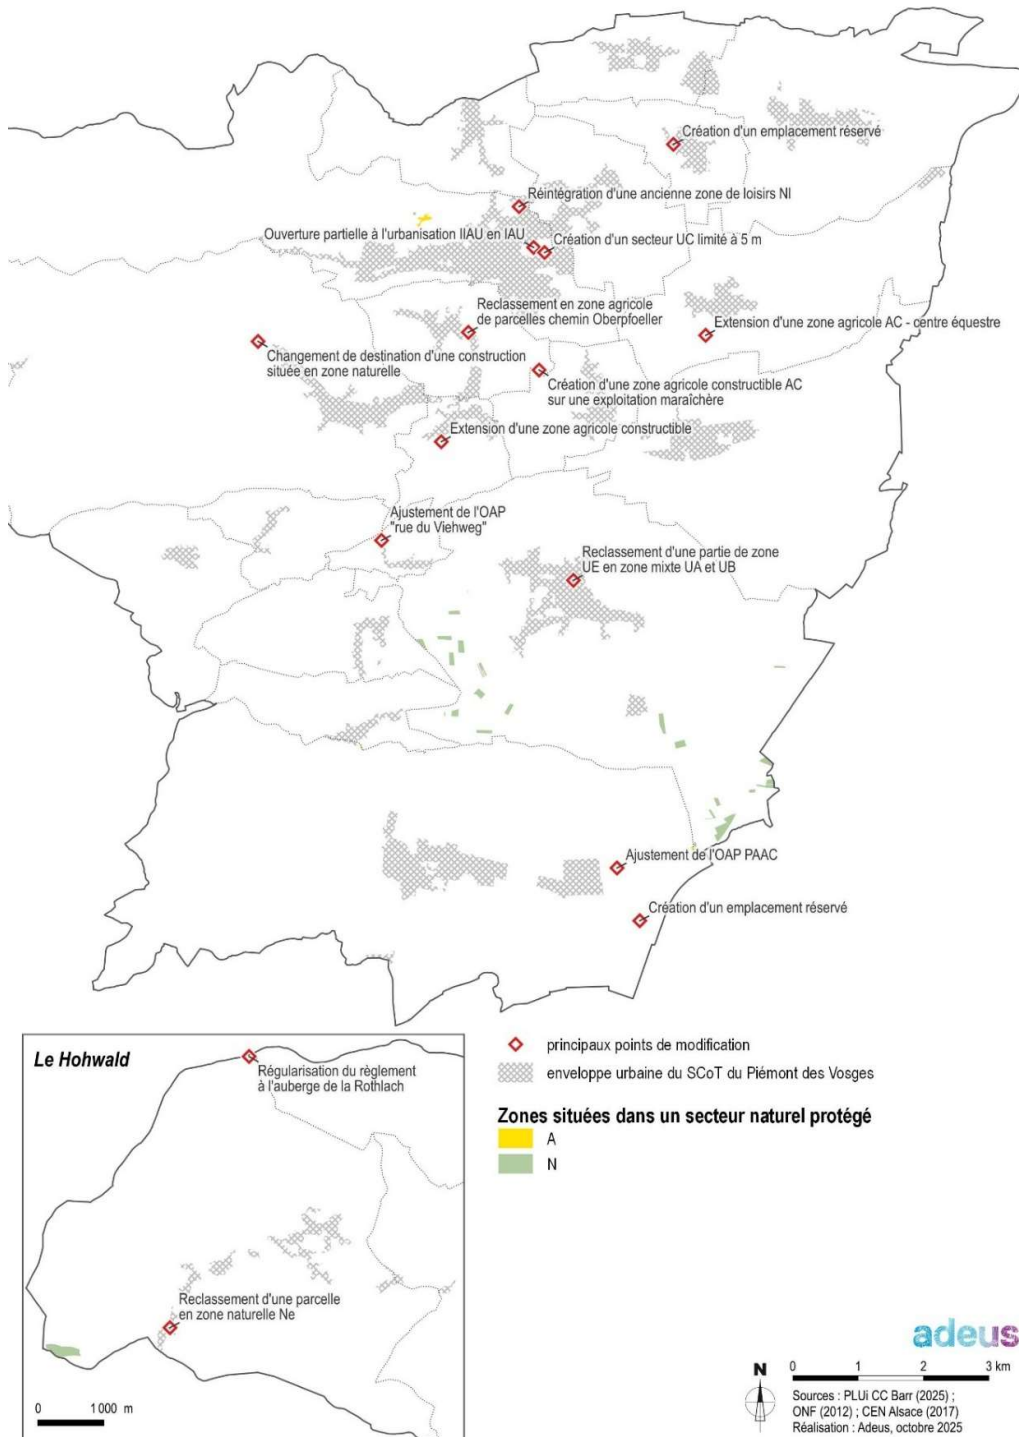 Création d'un emplacement réservé
Réintégration d'une ancienne zone de loisirs Nl
Ouverture partielle à l'urbanisation IIAU en IAU
Création d'un secteur UC limité à 5 m
Reclassement en zone agricole
de parcelles chemin Oberpfoeller
Extension d'une zone agricole AC - centre équestre
Changement de destination d'une construction
située en zone naturelle
Création d'une zone agricole constructible AC
sur une exploitation maraîchère
Extension d'une zone agricole constructible
Ajustement de l'OAP
"rue du Viehweg"
Reclassement d'une partie de zone
UE en zone mixte UA et UB
Ajustement de l'OAP PAAC
Création d'un emplacement réservé
Le Hohwald
Régularisation du règlement
à l'auberge de la Rothlach
Reclassement d'une parcelle
en zone naturelle Ne
0 1 000 m
principaux points de modification
enveloppe urbaine du SCoT du Piémont des Vosges
Zones situées dans un secteur naturel protégé
A
N
adeus
N
0 1 2 3 km
Sources : PLUi CC Barr (2025) ;
ONF (2012) ; CEN Alsace (2017)
Réalisation : Adeus, octobre 2025